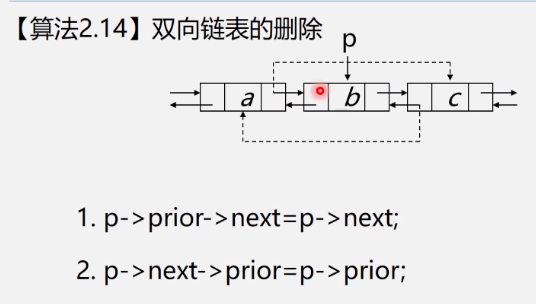 【算法2.14】双向链表的删除
p
a b c
1. p->prior->next=p->next;
2. p->next->prior=p->prior;